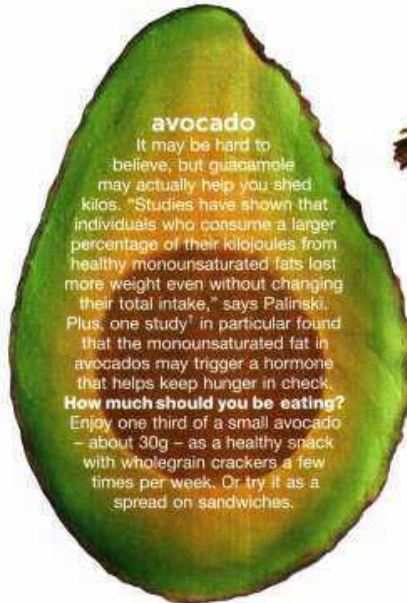 avocado
It may be hard to
believe, but guacamole
may actually help you shed
kilos. "Studies have shown that
individuals who consume a larger
percentage of their kilojoules from
healthy monounsaturated fats lost
more weight even without changing
their total intake," says Palinski.
Plus, one study† in particular found
that the monounsaturated fat in
avocados may trigger a hormone
that helps keep hunger in check.
How much should you be eating?
Enjoy one third of a small avocado
– about 30g – as a healthy snack
with wholegrain crackers a few
times per week. Or try it as a
spread on sandwiches.